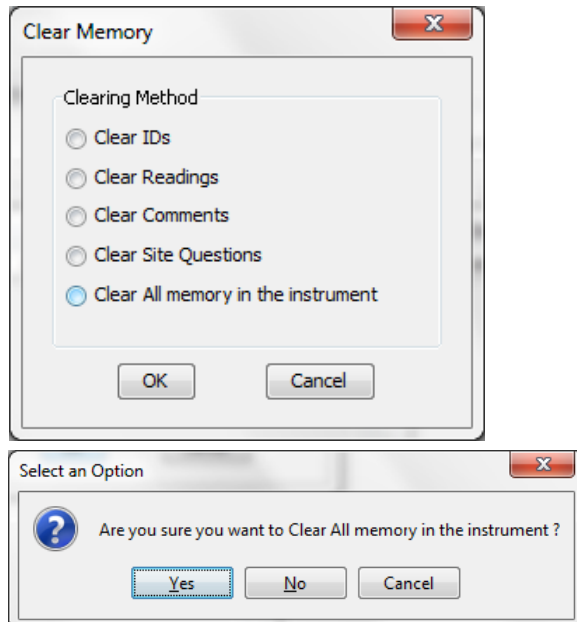 Clear Memory
Clearing Method
Clear IDs
Clear Readings
Clear Comments
Clear Site Questions
Clear All memory in the instrument
OK Cancel
Select an Option
Are you sure you want to Clear All memory in the instrument ?
Yes No Cancel